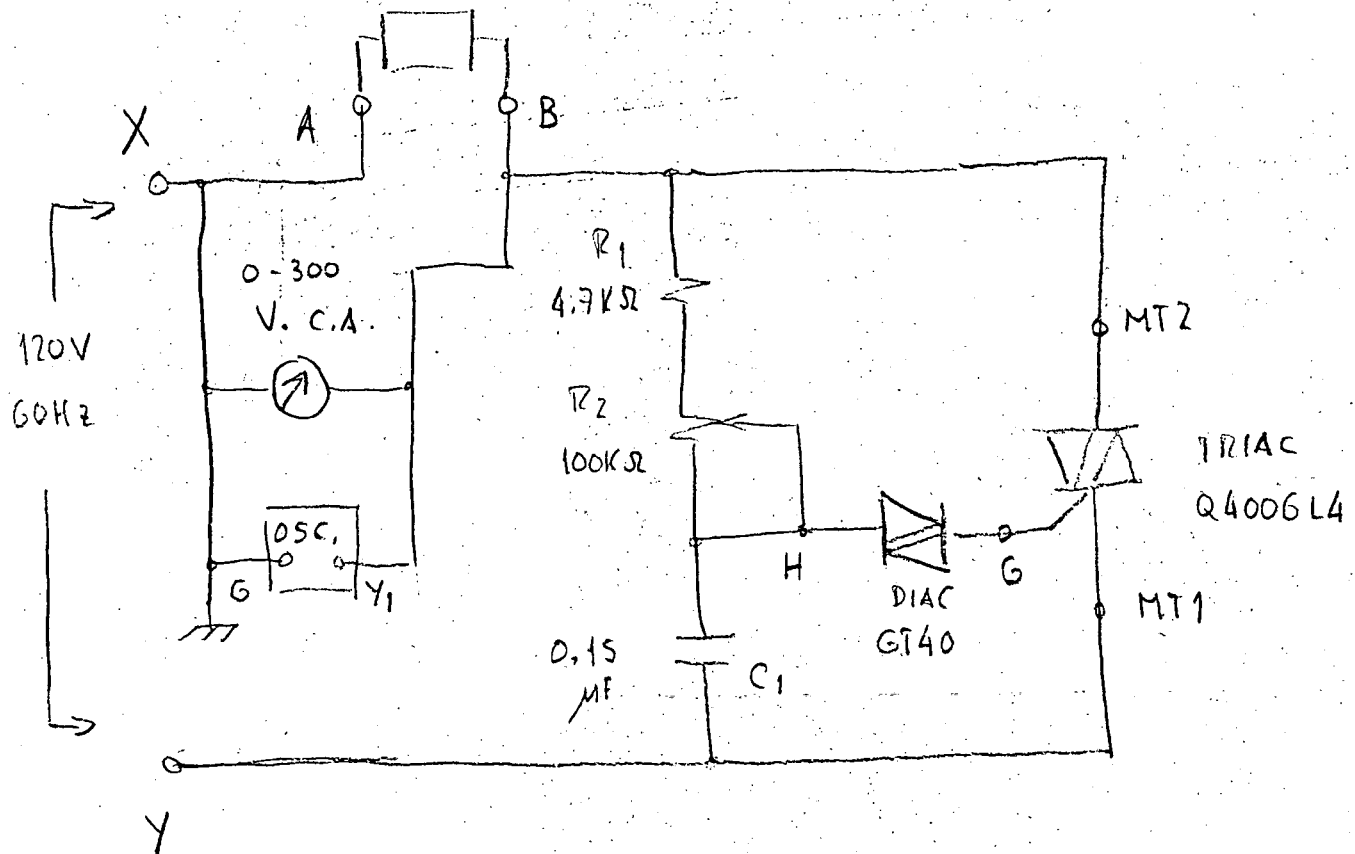 X
A
B
0-300
V. C.A.
120V
60HZ
R1
4.7KΩ
R2
100KΩ
MT2
TRIAC
Q4006L4
OSC.
G
Y1
H
G
DIAC
GT40
MT1
0.15
μF
C1
Y